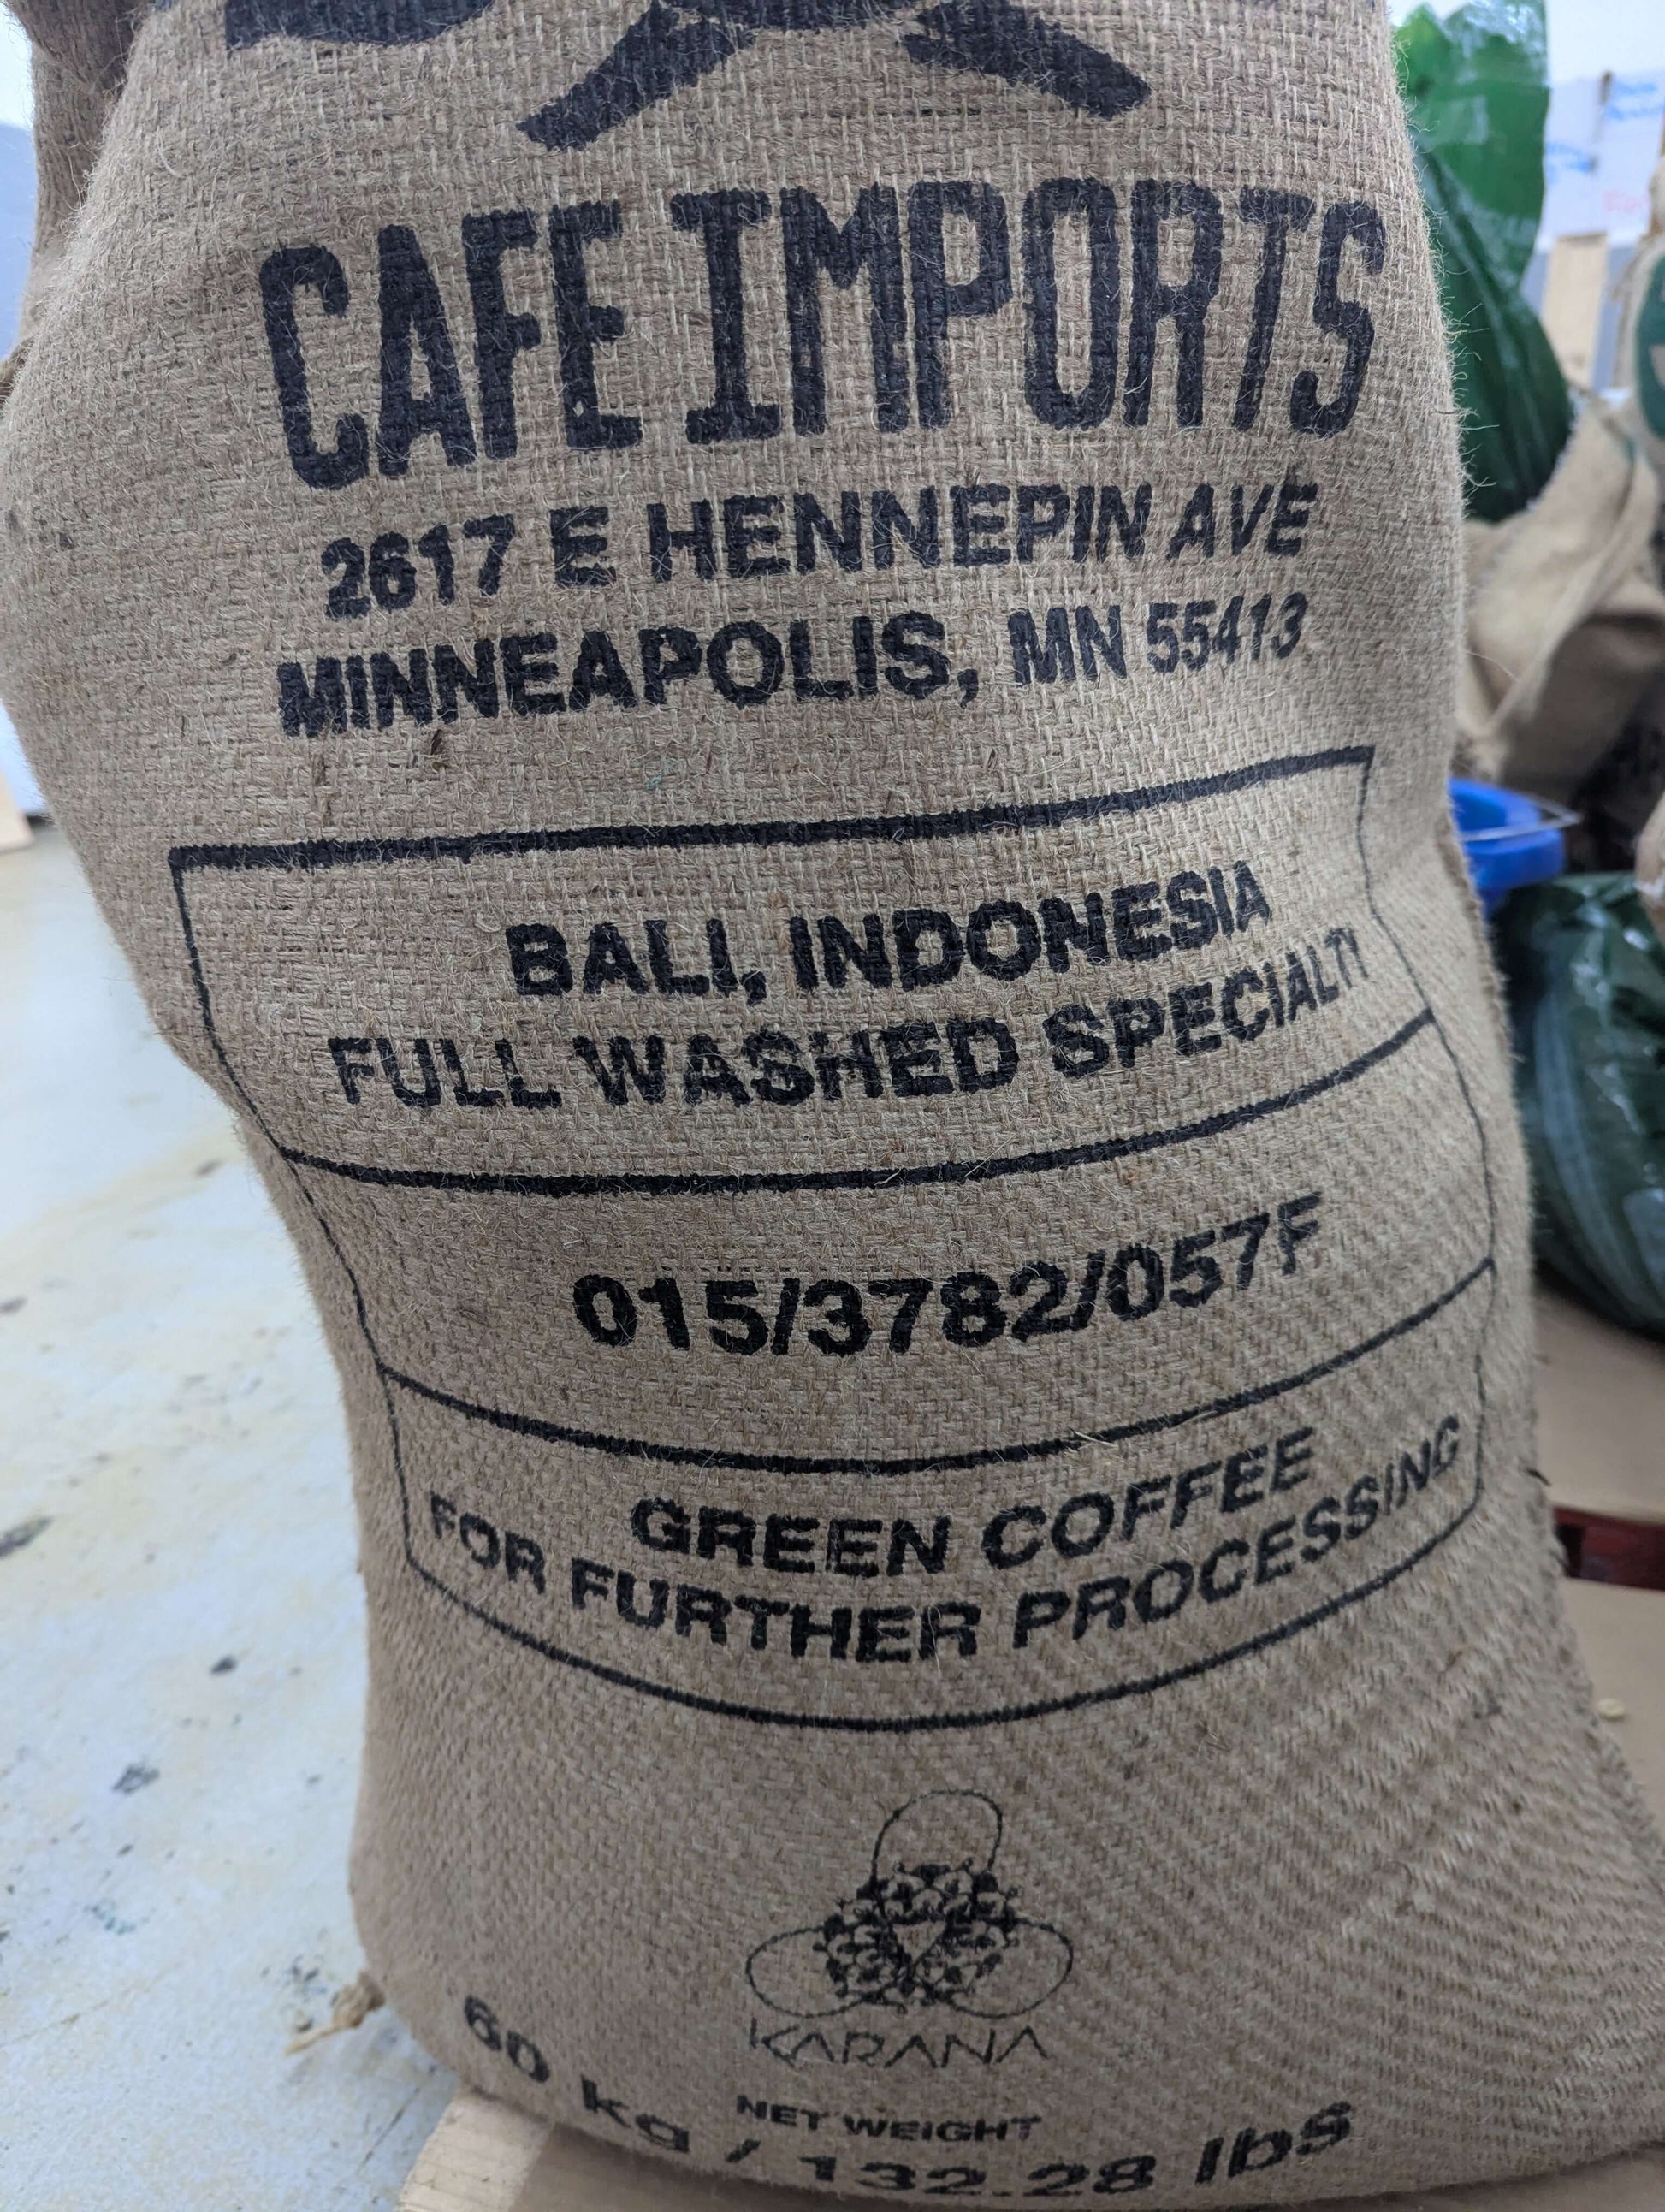 CAFE IMPORTS
2617 E HENNEPIN AVE
MINNEAPOLIS, MN 55413
BALI, INDONESIA
FULL WASHED SPECIALTY
015/3782/057F
GREEN COFFEE
FOR FURTHER PROCESSING
KARANA
NET WEIGHT
60 kg / 132.28 lbs